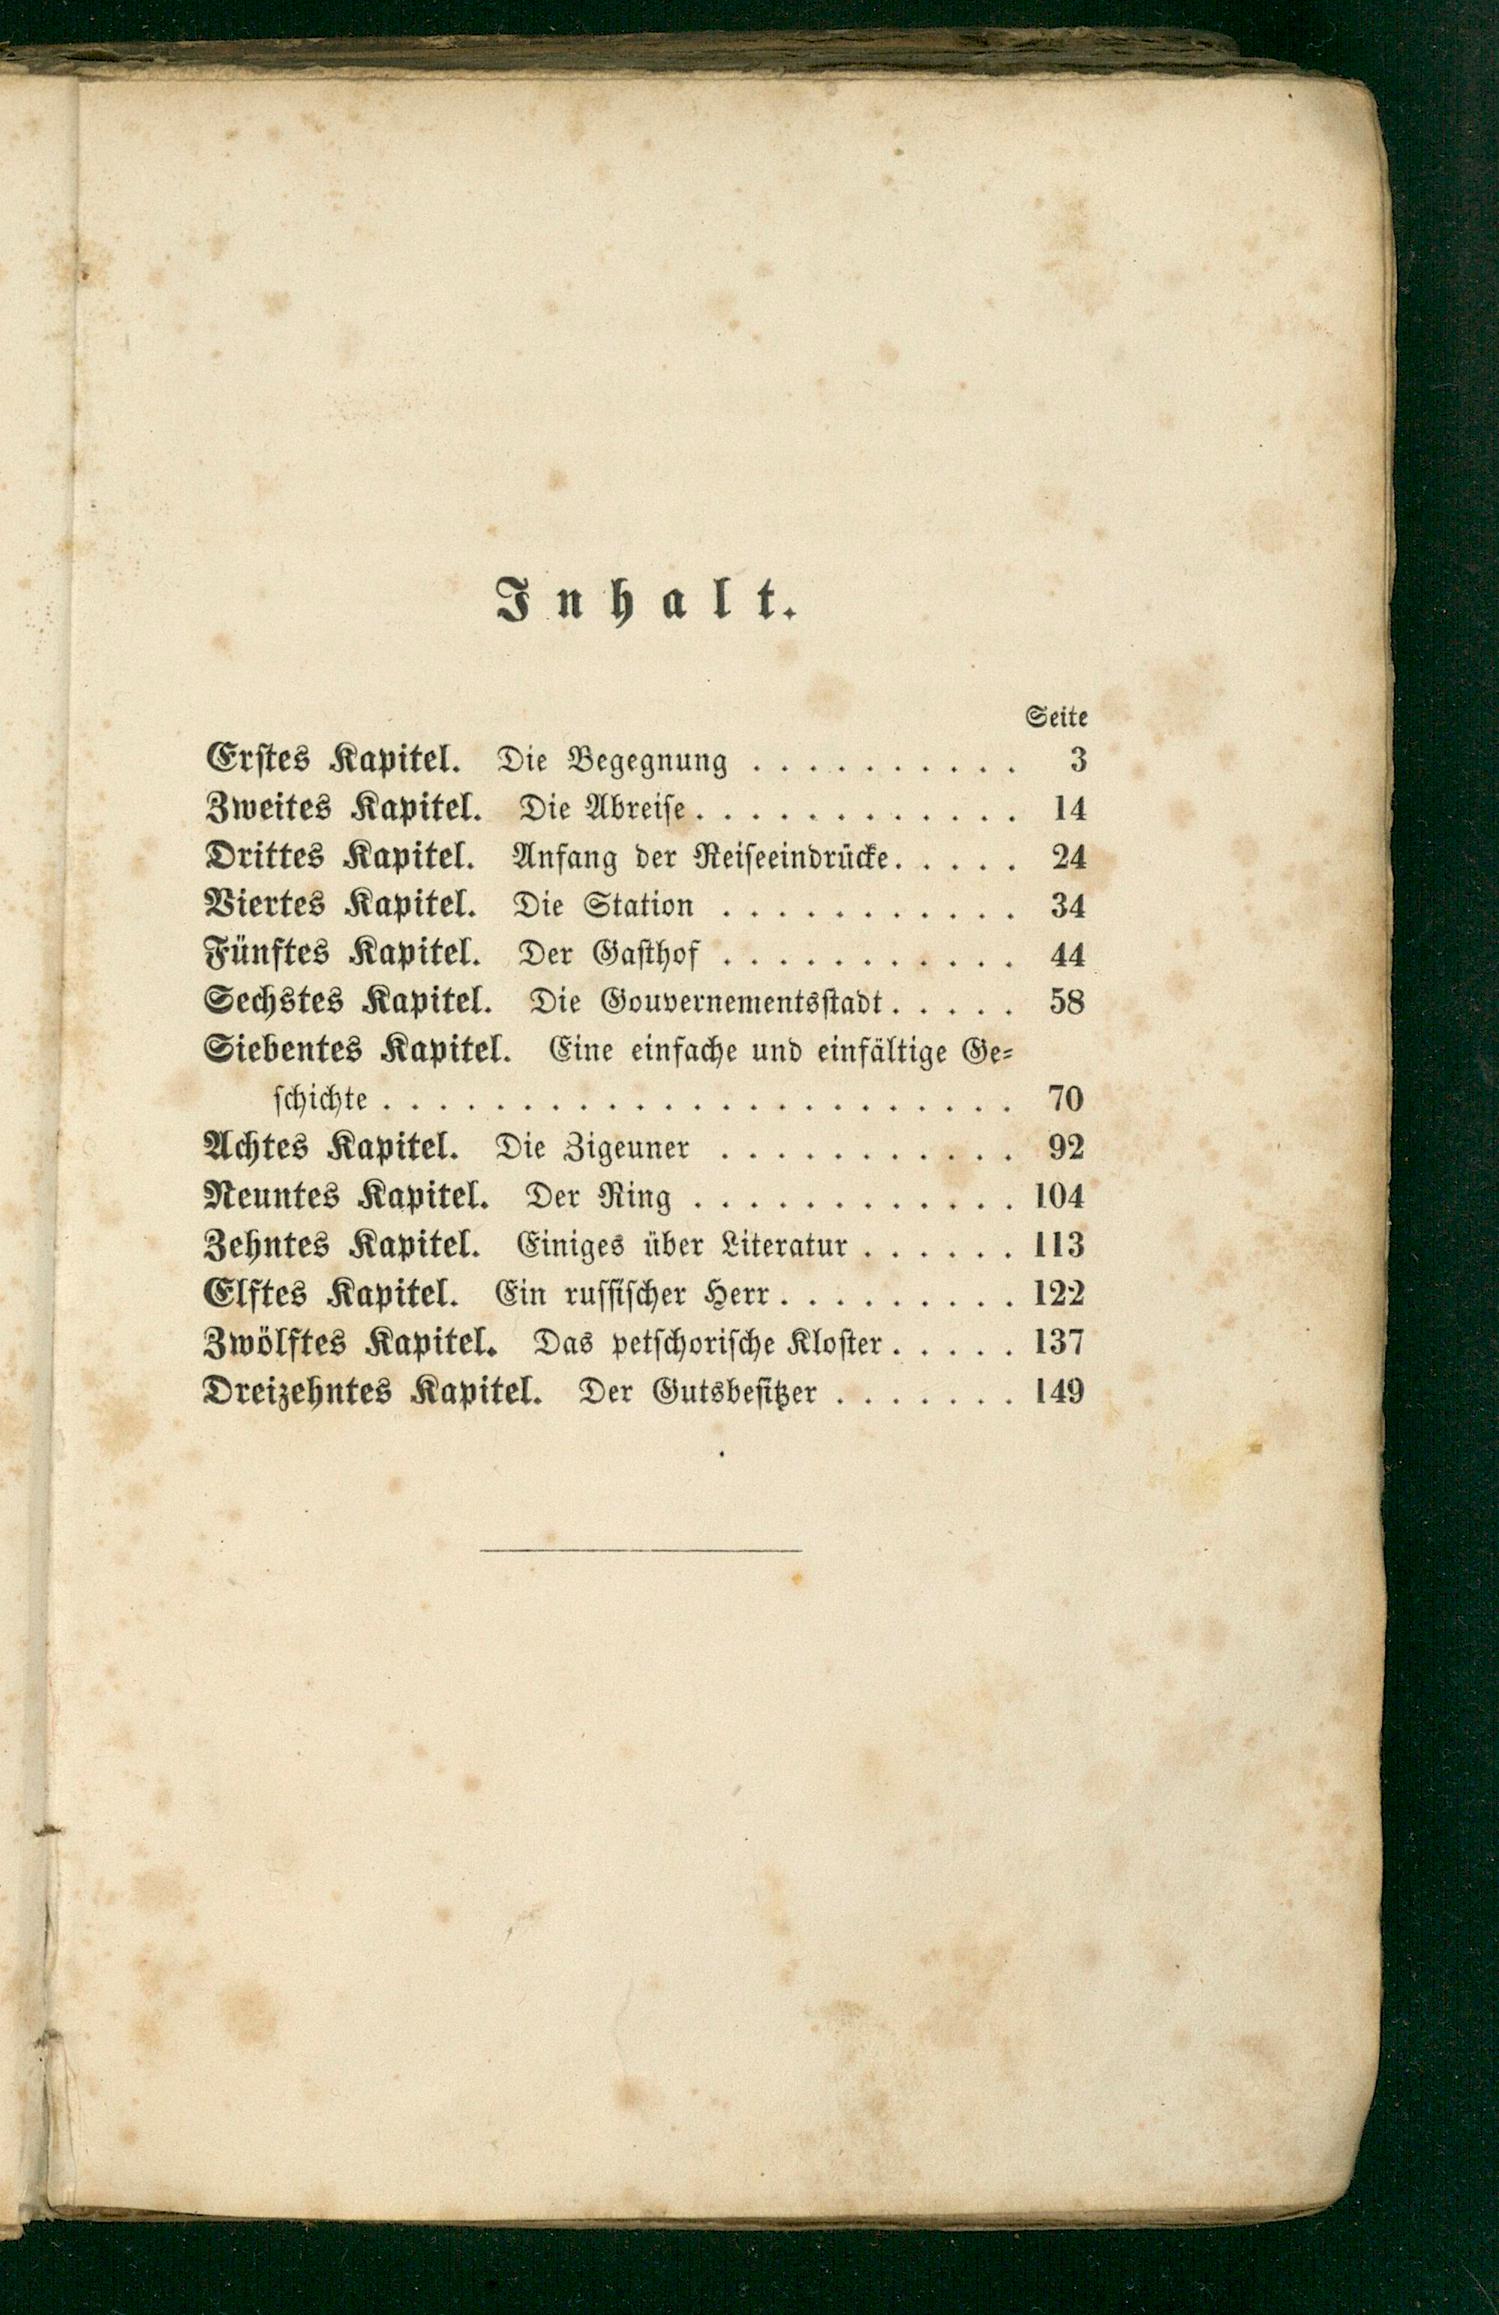 Inhalt.
Seite
Erstes Kapitel. Die Begegnung . . . . . . . . . . 3
Zweites Kapitel. Die Abreise . . . . . . . . . . . . 14
Drittes Kapitel. Anfang der Reiseeindrücke . . . . . 24
Viertes Kapitel. Die Station . . . . . . . . . . . 34
Fünftes Kapitel. Der Gasthof . . . . . . . . . . . 44
Sechstes Kapitel. Die Gouvernementsstadt . . . . . 58
Siebentes Kapitel. Eine einfache und einfältige Ge-
schichte . . . . . . . . . . . . . . . . . . . . . . . 70
Achtes Kapitel. Die Zigeuner . . . . . . . . . . . 92
Neuntes Kapitel. Der Ring . . . . . . . . . . . . 104
Zehntes Kapitel. Einiges über Literatur . . . . . . 113
Elftes Kapitel. Ein russischer Herr . . . . . . . . . 122
Zwölftes Kapitel. Das petschorische Kloster . . . . . 137
Dreizehntes Kapitel. Der Gutsbesitzer . . . . . . . 149